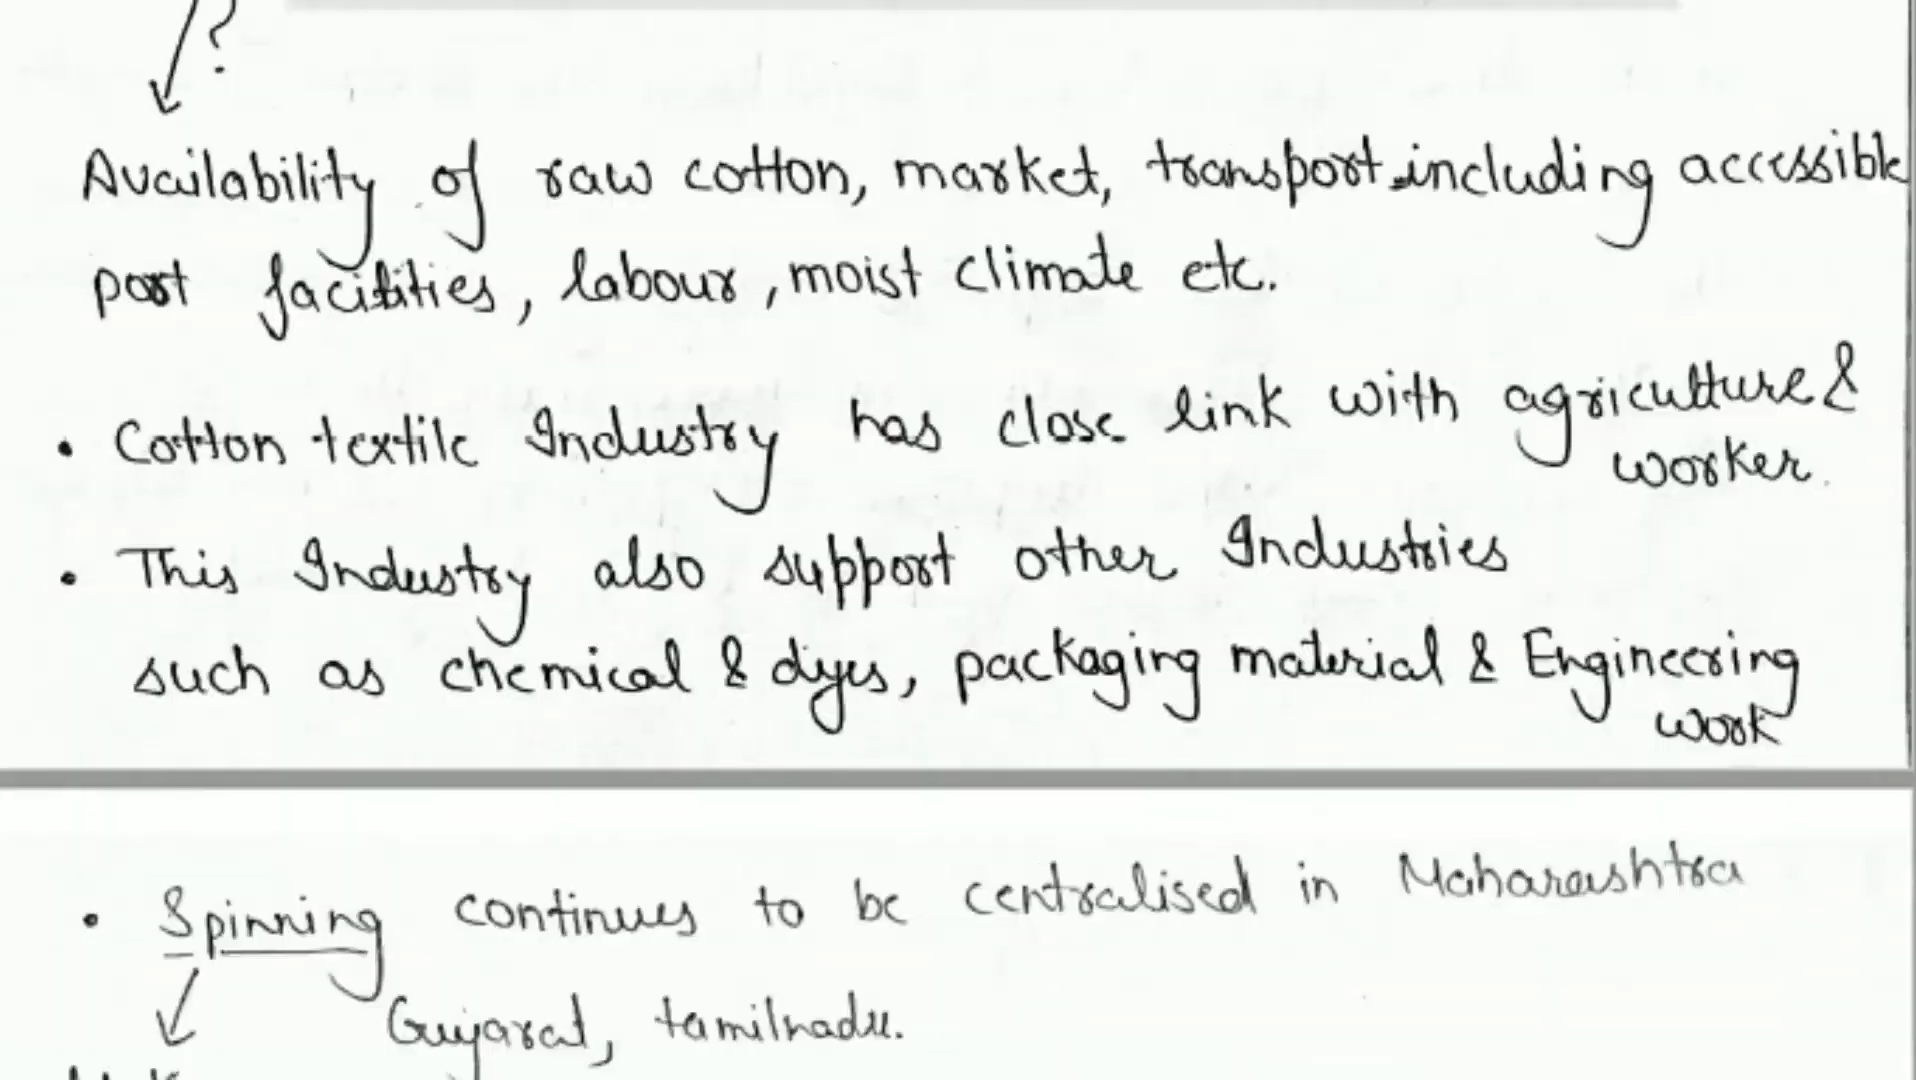 ?
Availability of raw cotton, market, transport including accessible
port facilities, labour, moist climate etc.
• Cotton textile Industry has close link with agriculture &
worker.
• This Industry also support other Industries
such as chemical & dyes, packaging material & Engineering
work
• Spinning continues to be centralised in Maharashtra
Gujarat, tamilnadu.